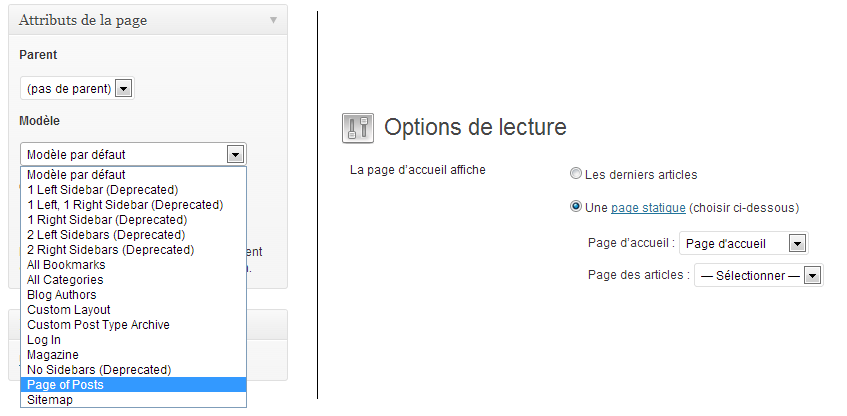 Attributs de la page
Parent
(pas de parent)
Modèle
Modèle par défaut
Modèle par défaut
1 Left Sidebar (Deprecated)
1 Left, 1 Right Sidebar (Deprecated)
1 Right Sidebar (Deprecated)
2 Left Sidebars (Deprecated)
2 Right Sidebars (Deprecated)
All Bookmarks
All Categories
Blog Authors
Custom Layout
Custom Post Type Archive
Log In
Magazine
No Sidebars (Deprecated)
Page of Posts
Sitemap
Options de lecture
La page d’accueil affiche
Les derniers articles
Une page statique (choisir ci-dessous)
Page d’accueil : Page d'accueil
Page des articles : — Sélectionner —